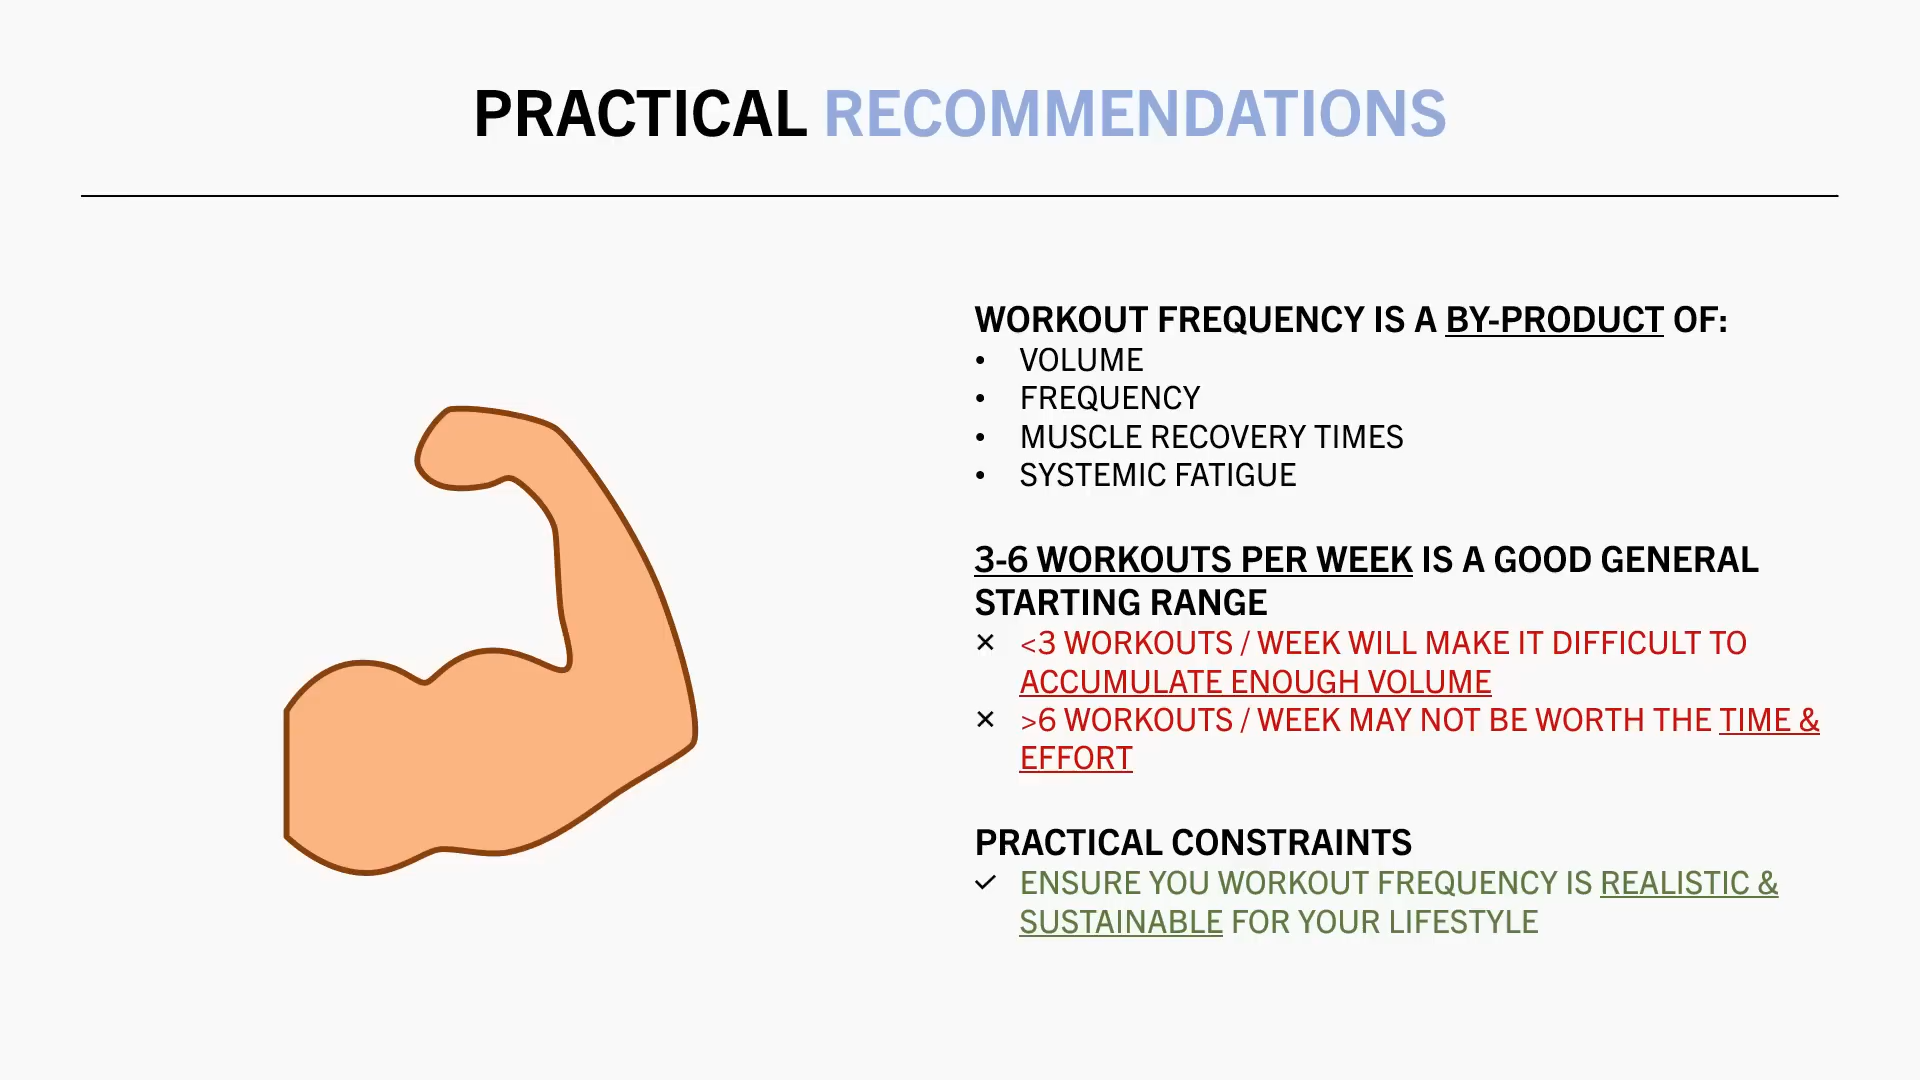 PRACTICAL RECOMMENDATIONS
WORKOUT FREQUENCY IS A BY-PRODUCT OF:
• VOLUME
• FREQUENCY
• MUSCLE RECOVERY TIMES
• SYSTEMIC FATIGUE
3-6 WORKOUTS PER WEEK IS A GOOD GENERAL
STARTING RANGE
✕ <3 WORKOUTS / WEEK WILL MAKE IT DIFFICULT TO
ACCUMULATE ENOUGH VOLUME
✕ >6 WORKOUTS / WEEK MAY NOT BE WORTH THE TIME &
EFFORT
PRACTICAL CONSTRAINTS
✓ ENSURE YOU WORKOUT FREQUENCY IS REALISTIC &
SUSTAINABLE FOR YOUR LIFESTYLE